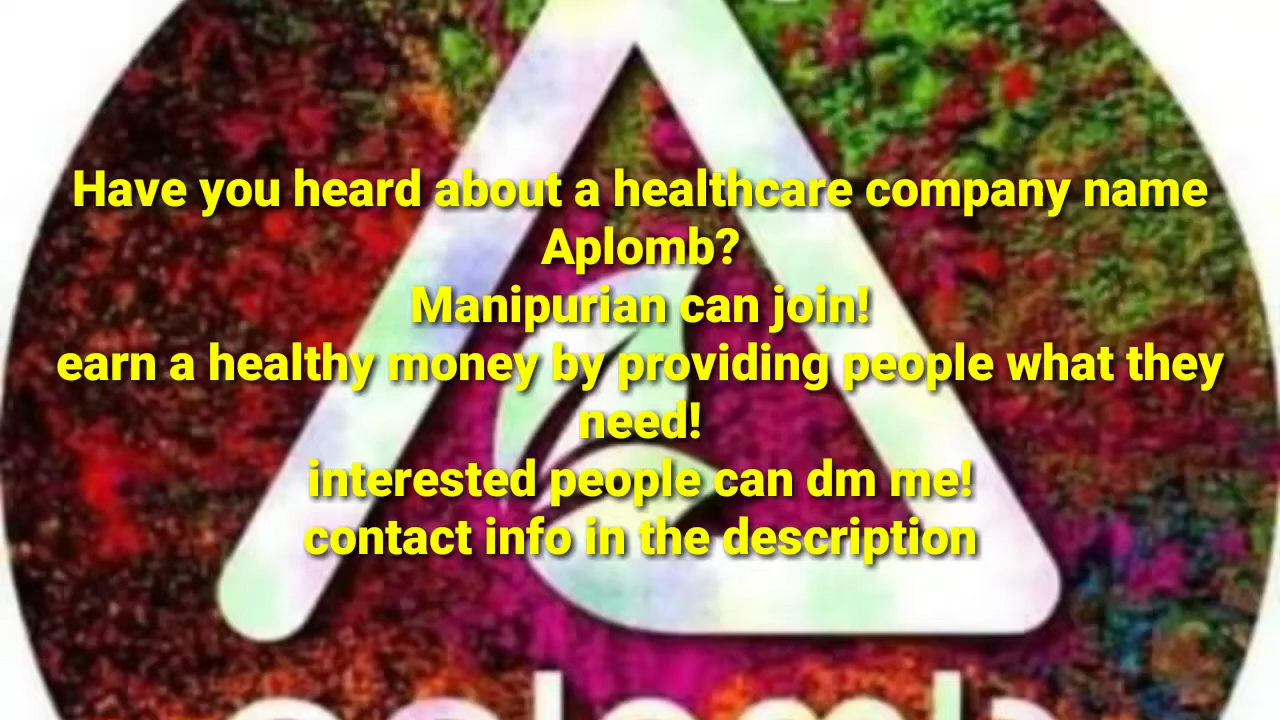 Have you heard about a healthcare company name
Aplomb?
Manipurian can join!
earn a healthy money by providing people what they
need!
interested people can dm me!
contact info in the description
aplomb